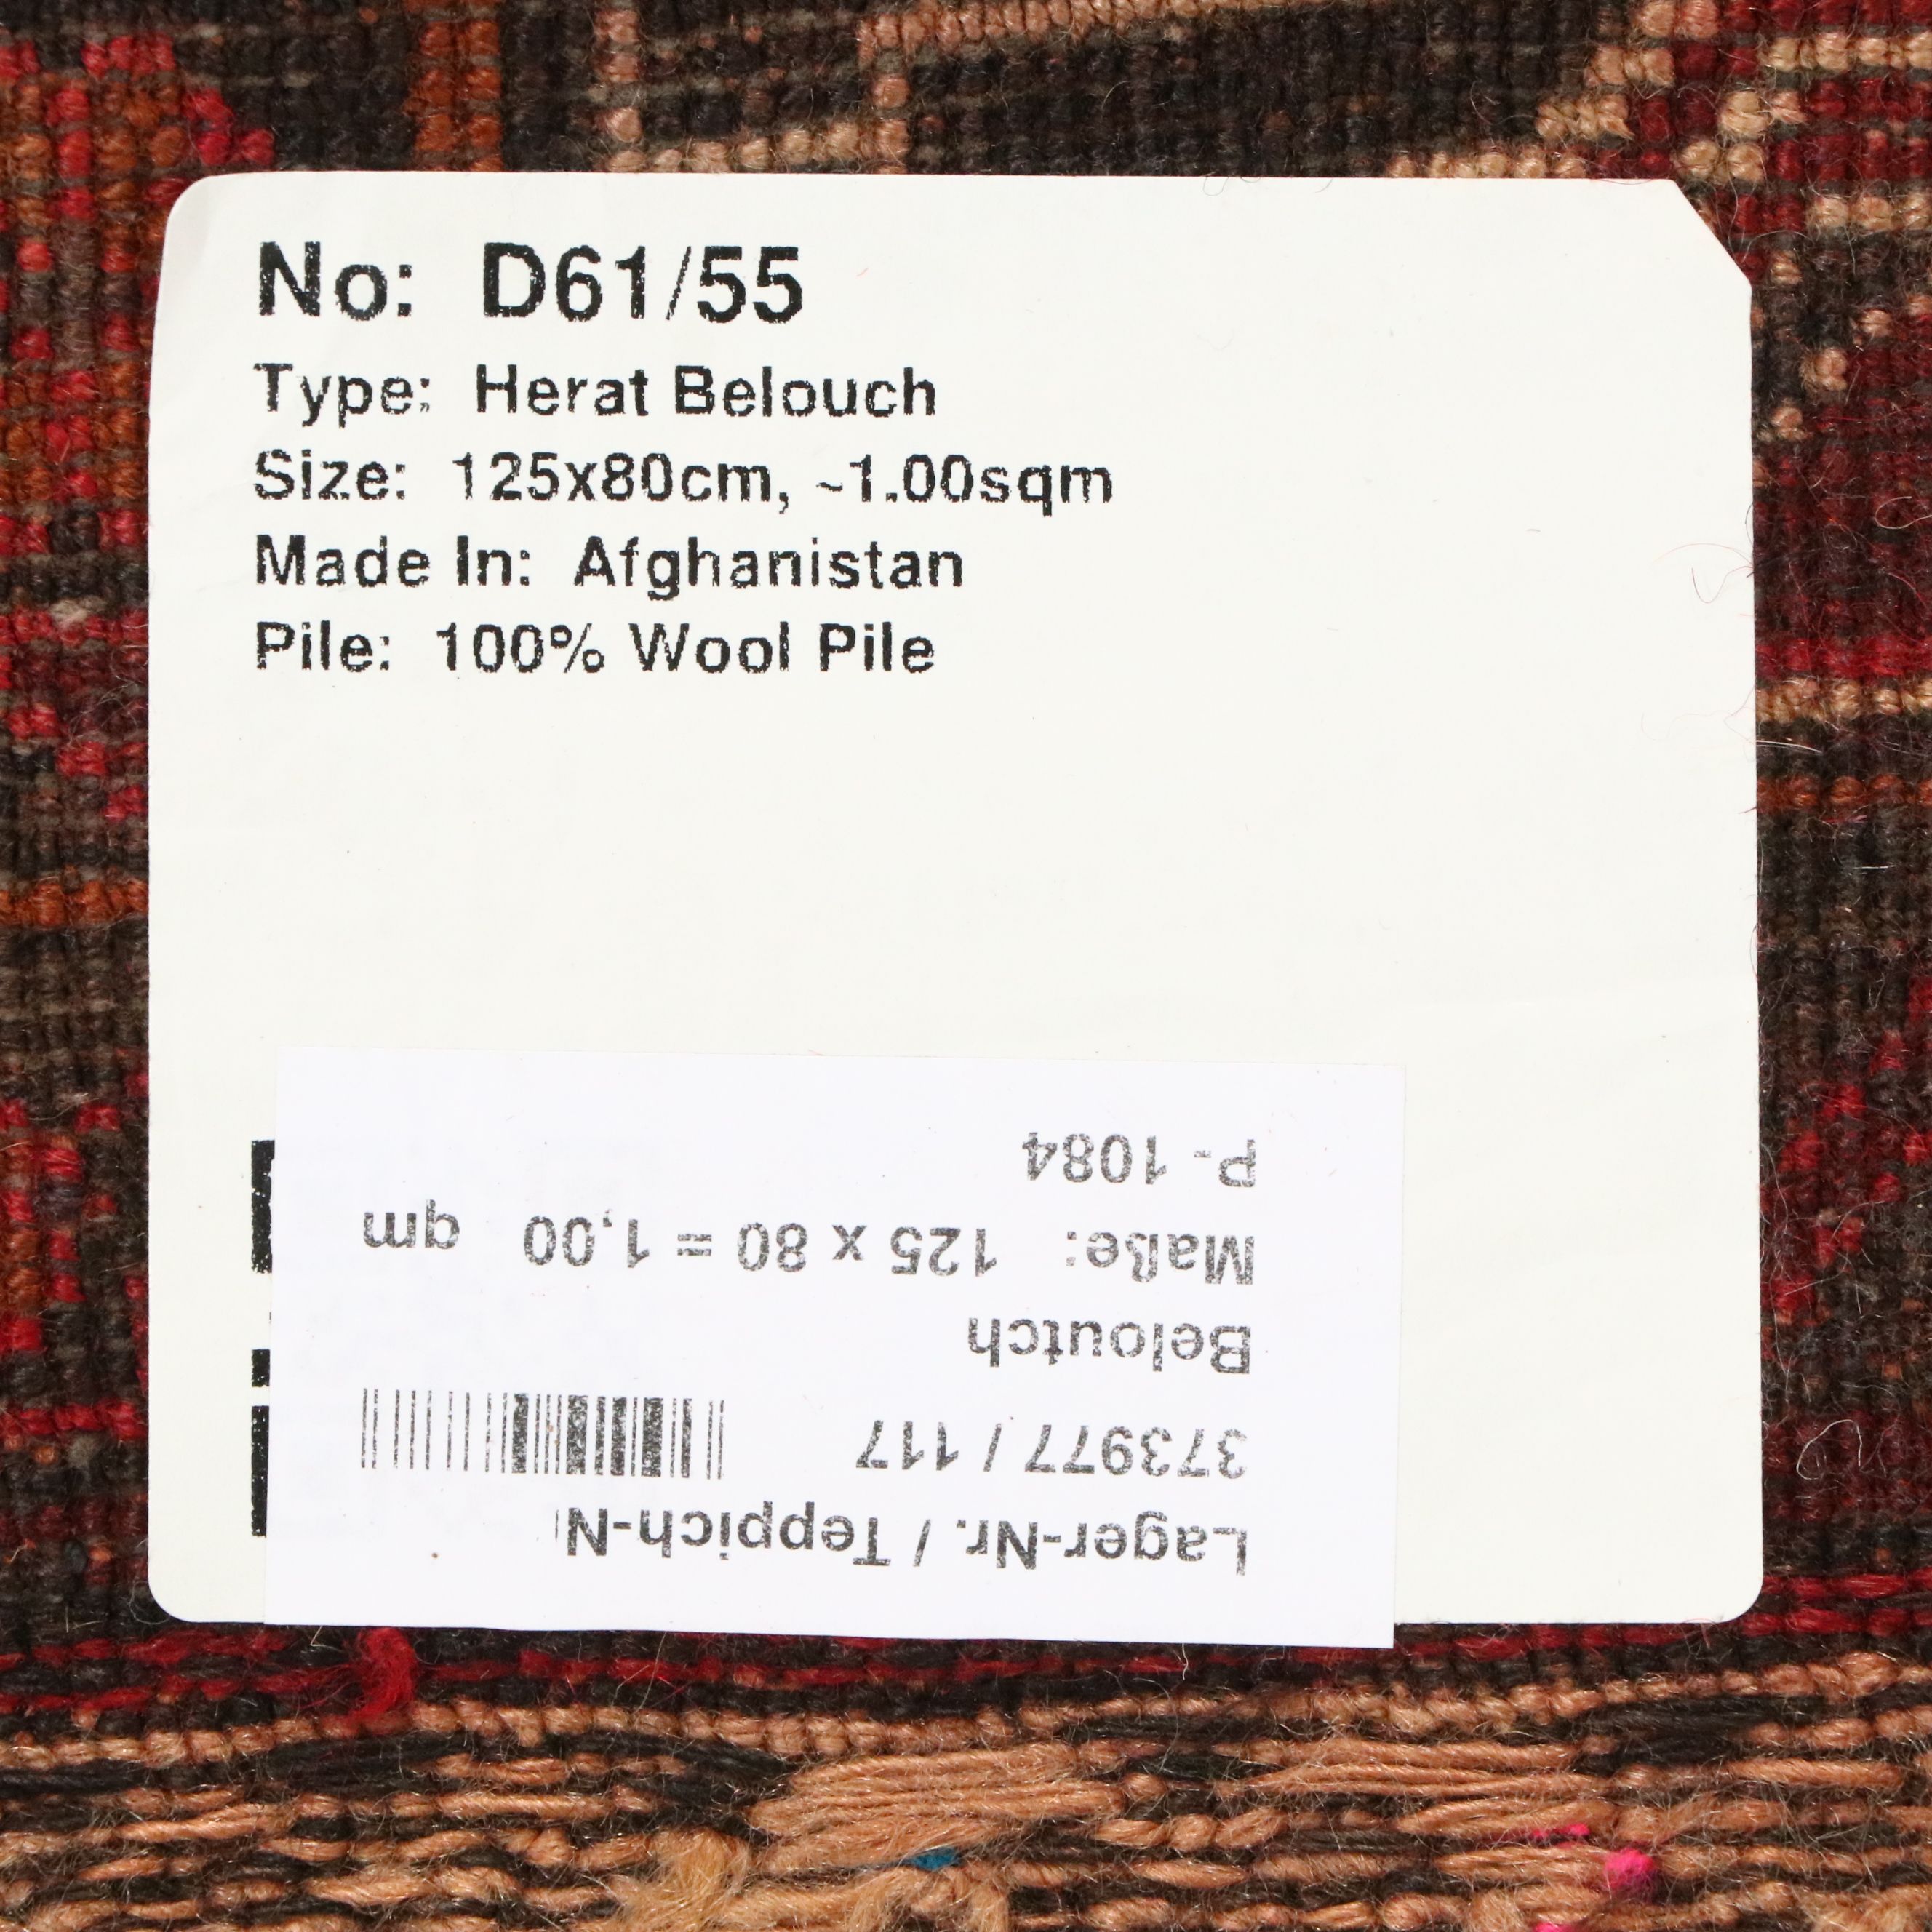 No: D61/55
Type: Herat Belouch
Size: 125x80cm, ~1.00sqm
Made In: Afghanistan
Pile: 100% Wool Pile
Lager-Nr. / Teppich-N
373977 / 117
Beloutch
Maße: 125 x 80 = 1,00 qm
P- 1084